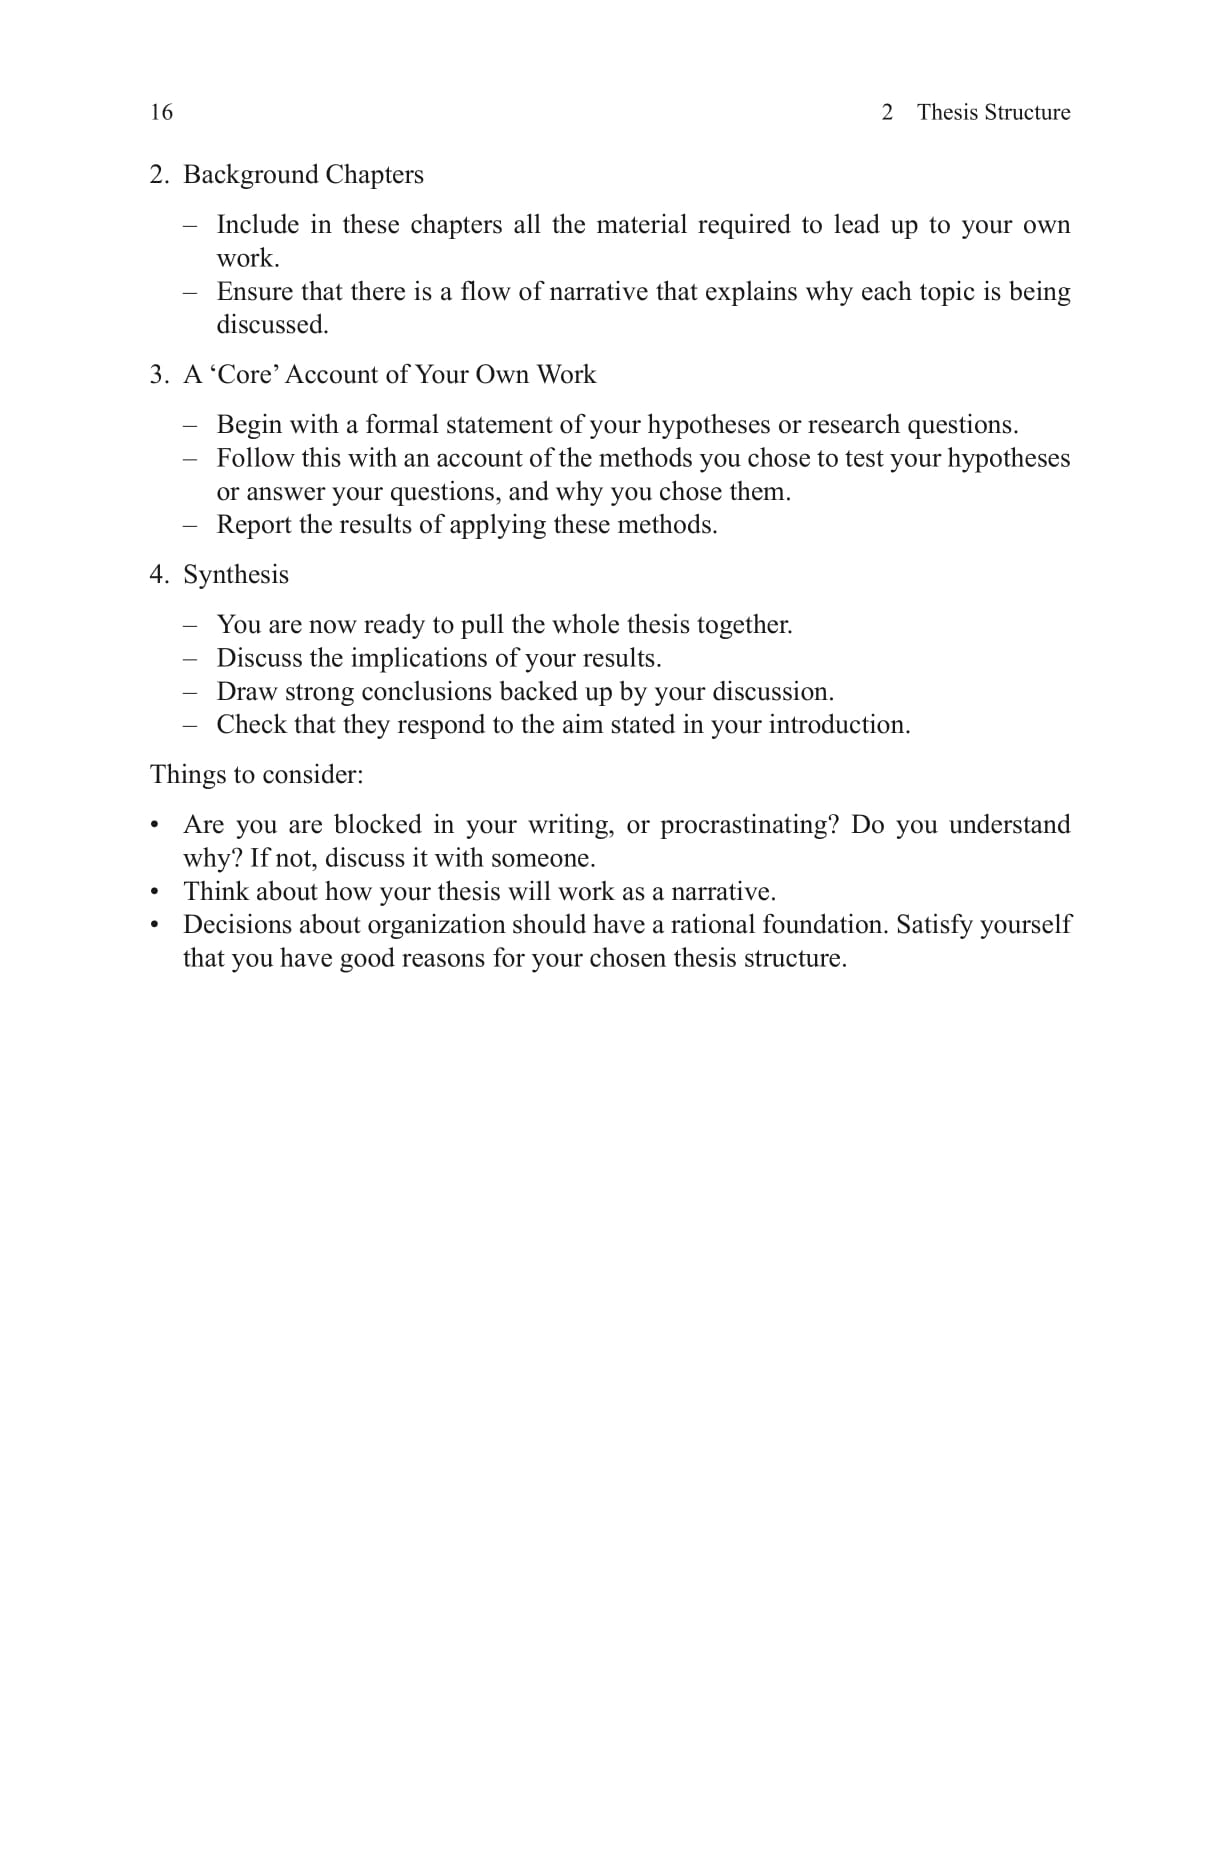 16
2 Thesis Structure
2. Background Chapters
– Include in these chapters all the material required to lead up to your own
work.
– Ensure that there is a flow of narrative that explains why each topic is being
discussed.
3. A ‘Core’ Account of Your Own Work
– Begin with a formal statement of your hypotheses or research questions.
– Follow this with an account of the methods you chose to test your hypotheses
or answer your questions, and why you chose them.
– Report the results of applying these methods.
4. Synthesis
– You are now ready to pull the whole thesis together.
– Discuss the implications of your results.
– Draw strong conclusions backed up by your discussion.
– Check that they respond to the aim stated in your introduction.
Things to consider:
• Are you are blocked in your writing, or procrastinating? Do you understand
why? If not, discuss it with someone.
• Think about how your thesis will work as a narrative.
• Decisions about organization should have a rational foundation. Satisfy yourself
that you have good reasons for your chosen thesis structure.